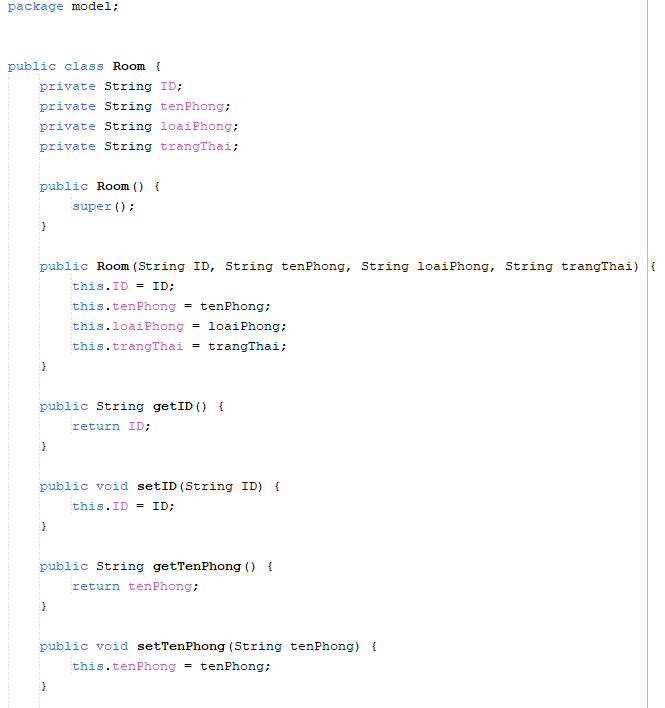 package model;
public class Room {
private String ID;
private String tenPhong;
private String loaiPhong;
private String trangThai;
public Room() {
super();
}
public Room(String ID, String tenPhong, String loaiPhong, String trangThai) {
this.ID = ID;
this.tenPhong = tenPhong;
this.loaiPhong = loaiPhong;
this.trangThai = trangThai;
}
public String getID() {
return ID;
}
public void setID(String ID) {
this.ID = ID;
}
public String getTenPhong() {
return tenPhong;
}
public void setTenPhong(String tenPhong) {
this.tenPhong = tenPhong;
}